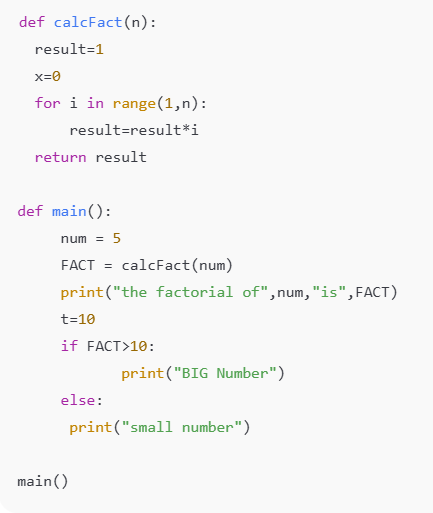 def calcFact(n):
  result=1
  x=0
  for i in range(1,n):
      result=result*i
  return result

def main():
     num = 5
     FACT = calcFact(num)
     print("the factorial of",num,"is",FACT)
     t=10
     if FACT>10:
            print("BIG Number")
     else:
      print("small number")

main()